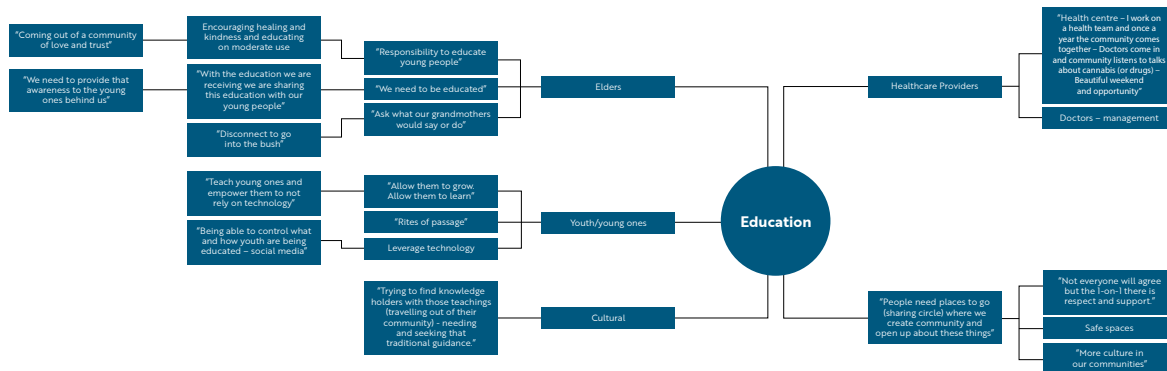 “Coming out of a community
of love and trust”
Encouraging healing and
kindness and educating
on moderate use
“Responsibility to educate
young people”
“We need to provide that
awareness to the young
ones behind us”
“With the education we are
receiving we are sharing
this education with our
young people”
“We need to be educated”
“Disconnect to go
into the bush”
“Ask what our grandmothers
would say or do”
Elders
“Teach young ones and
empower them to not
rely on technology”
“Allow them to grow.
Allow them to learn”
“Rites of passage”
“Being able to control what
and how youth are being
educated – social media”
Leverage technology
Youth/young ones
“Trying to find knowledge
holders with those teachings
(travelling out of their
community) - needing
and seeking that
traditional guidance.”
Cultural
Education
Healthcare Providers
“Health centre – I work on
a health team and once a
year the community comes
together – Doctors come in
and community listens to talks
about cannabis (or drugs) –
Beautiful weekend
and opportunity”
Doctors – management
“People need places to go
(sharing circle) where we
create community and
open up about these things”
“Not everyone will agree
but the 1-on-1 there is
respect and support.”
Safe spaces
“More culture in
our communities”